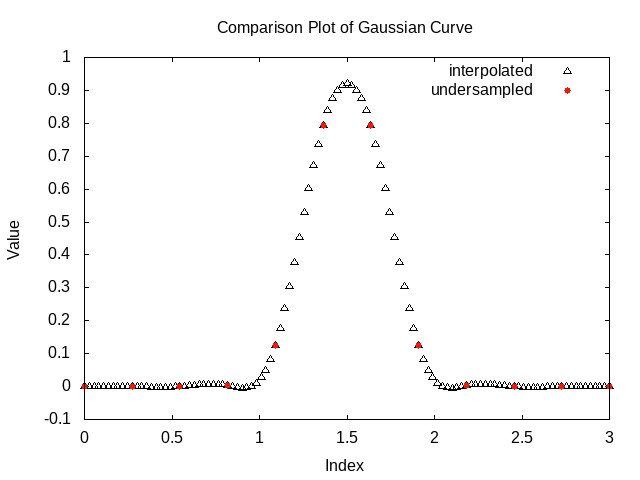 Comparison Plot of Gaussian Curve
interpolated
undersampled
1
0.9
0.8
0.7
0.6
0.5
0.4
0.3
0.2
0.1
0
-0.1
Value
0 0.5 1 1.5 2 2.5 3
Index